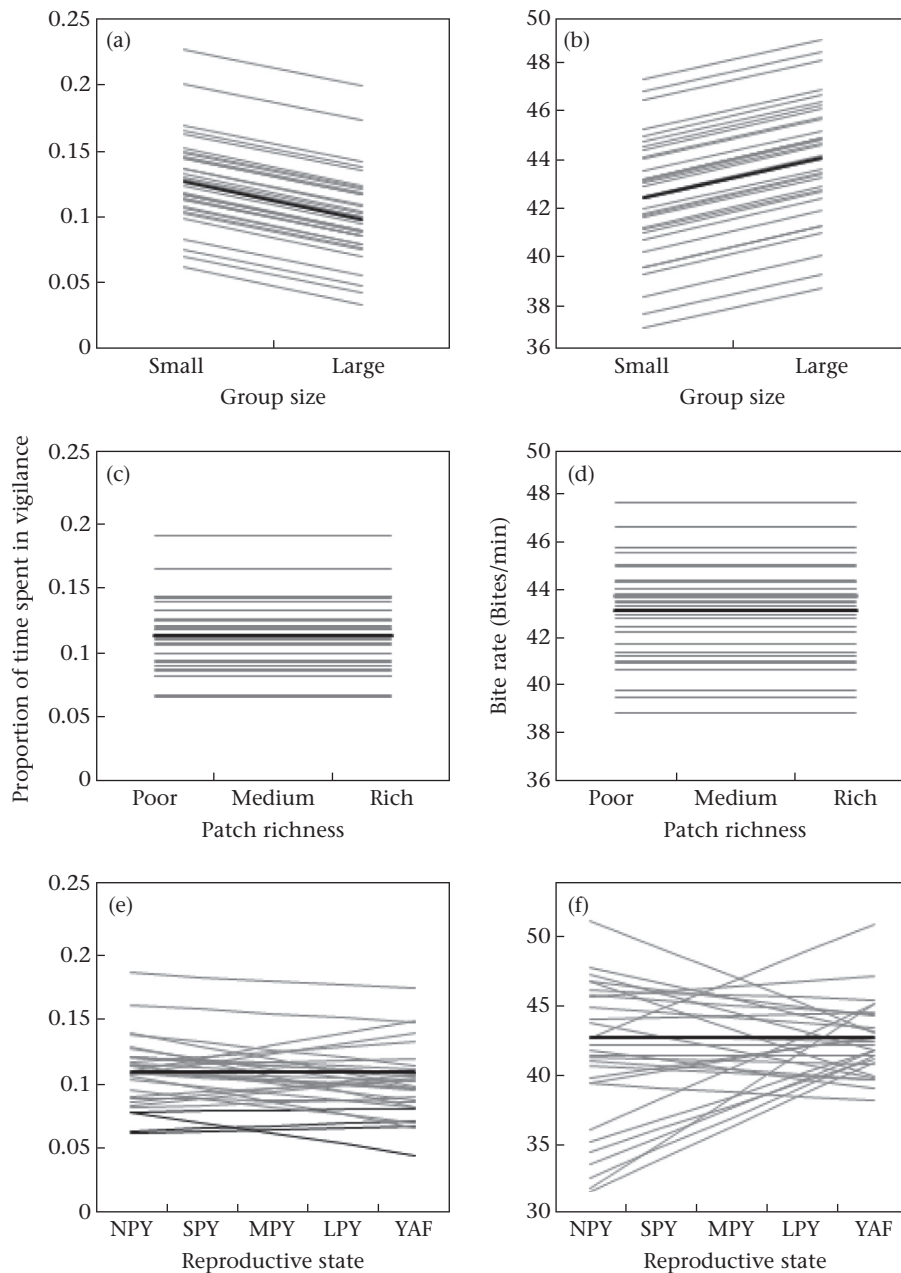 (a)
0.25
0.2
0.15
0.1
0.05
0
Small Large
Group size
(b)
50
48
46
44
42
40
38
36
Small Large
Group size
Proportion of time spent in vigilance
(c)
0.25
0.2
0.15
0.1
0.05
0
Poor Medium Rich
Patch richness
Bite rate (Bites/min)
(d)
50
48
46
44
43
42
40
38
36
Poor Medium Rich
Patch richness
(e)
0.25
0.2
0.15
0.1
0.05
0
NPY SPY MPY LPY YAF
Reproductive state
(f)
50
45
40
35
30
NPY SPY MPY LPY YAF
Reproductive state